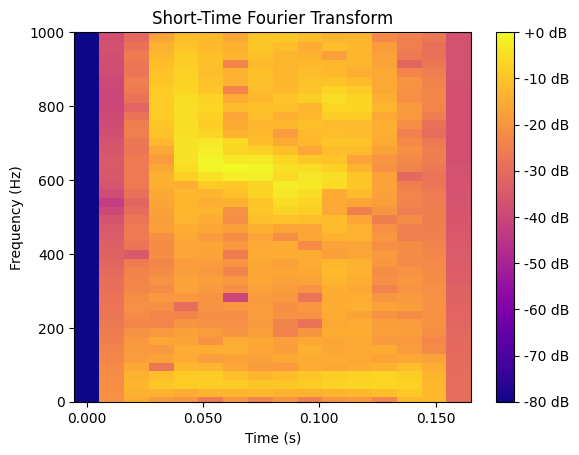 Short-Time Fourier Transform
1000
800
600
400
200
0
Frequency (Hz)
0.000
0.050
0.100
0.150
Time (s)
+0 dB
-10 dB
-20 dB
-30 dB
-40 dB
-50 dB
-60 dB
-70 dB
-80 dB